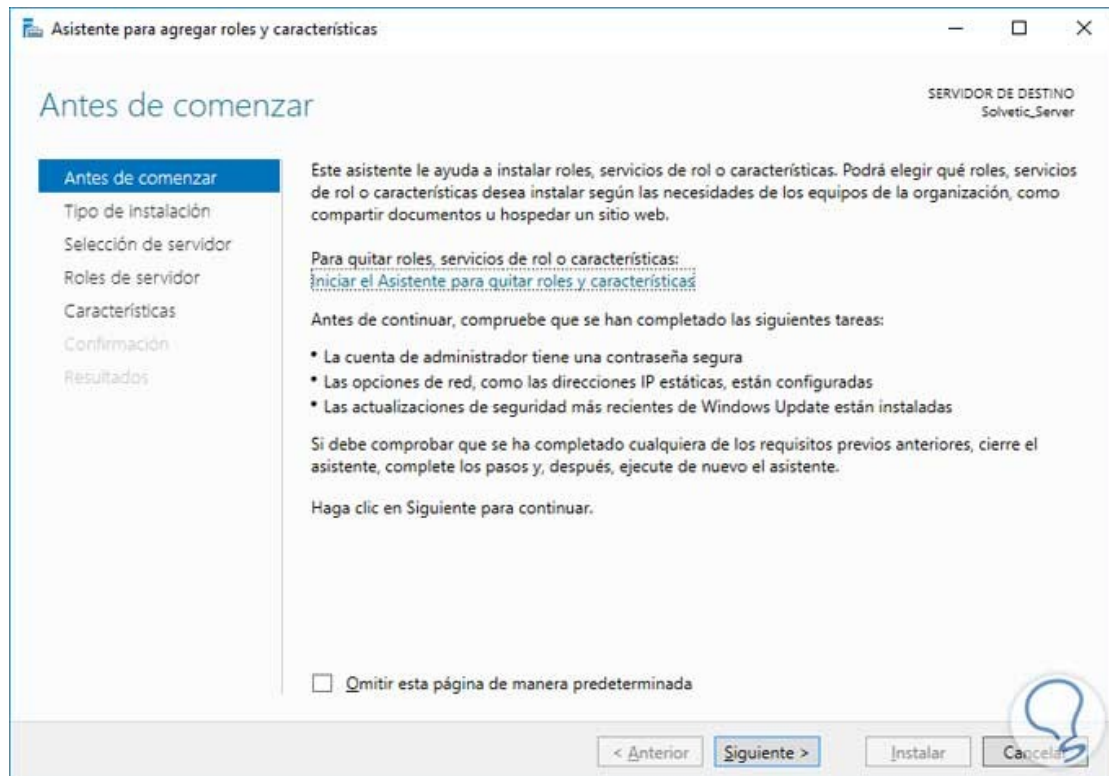 Asistente para agregar roles y características
Antes de comenzar
SERVIDOR DE DESTINO
Solvetic_Server
Antes de comenzar
Tipo de instalación
Selección de servidor
Roles de servidor
Características
Confirmación
Resultados
Este asistente le ayuda a instalar roles, servicios de rol o características. Podrá elegir qué roles, servicios
de rol o características desea instalar según las necesidades de los equipos de la organización, como
compartir documentos u hospedar un sitio web.
Para quitar roles, servicios de rol o características:
Iniciar el Asistente para quitar roles y características
Antes de continuar, compruebe que se han completado las siguientes tareas:
• La cuenta de administrador tiene una contraseña segura
• Las opciones de red, como las direcciones IP estáticas, están configuradas
• Las actualizaciones de seguridad más recientes de Windows Update están instaladas
Si debe comprobar que se ha completado cualquiera de los requisitos previos anteriores, cierre el
asistente, complete los pasos y, después, ejecute de nuevo el asistente.
Haga clic en Siguiente para continuar.
Omitir esta página de manera predeterminada
< Anterior
Siguiente >
Instalar
Cancelar